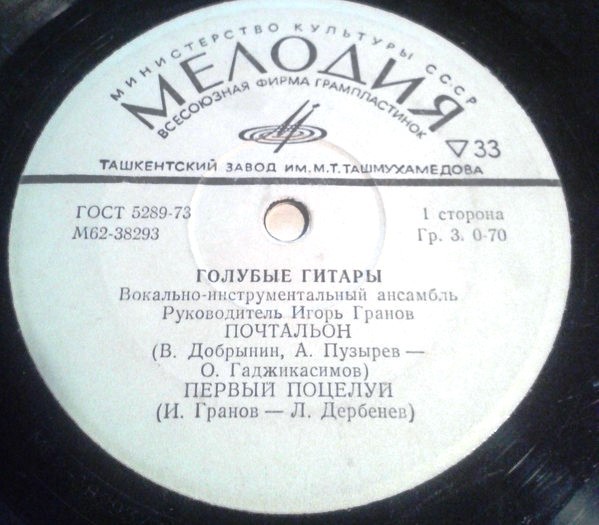 МИНИСТЕРСТВО КУЛЬТУРЫ СССР
МЕЛОДИЯ
ВСЕСОЮЗНАЯ ФИРМА ГРАМПЛАСТИНОК
33
ТАШКЕНТСКИЙ ЗАВОД ИМ. М.Т. ТАШМУХАМЕДОВА
ГОСТ 5289-73
М62-38293
1 сторона
Гр. 3. 0-70
ГОЛУБЫЕ ГИТАРЫ
Вокально-инструментальный ансамбль
Руководитель Игорь Гранов
ПОЧТАЛЬОН
(В. Добрынин, А. Пузырев —
О. Гаджикасимов)
ПЕРВЫЙ ПОЦЕЛУЙ
(И. Гранов — Л. Дербенев)